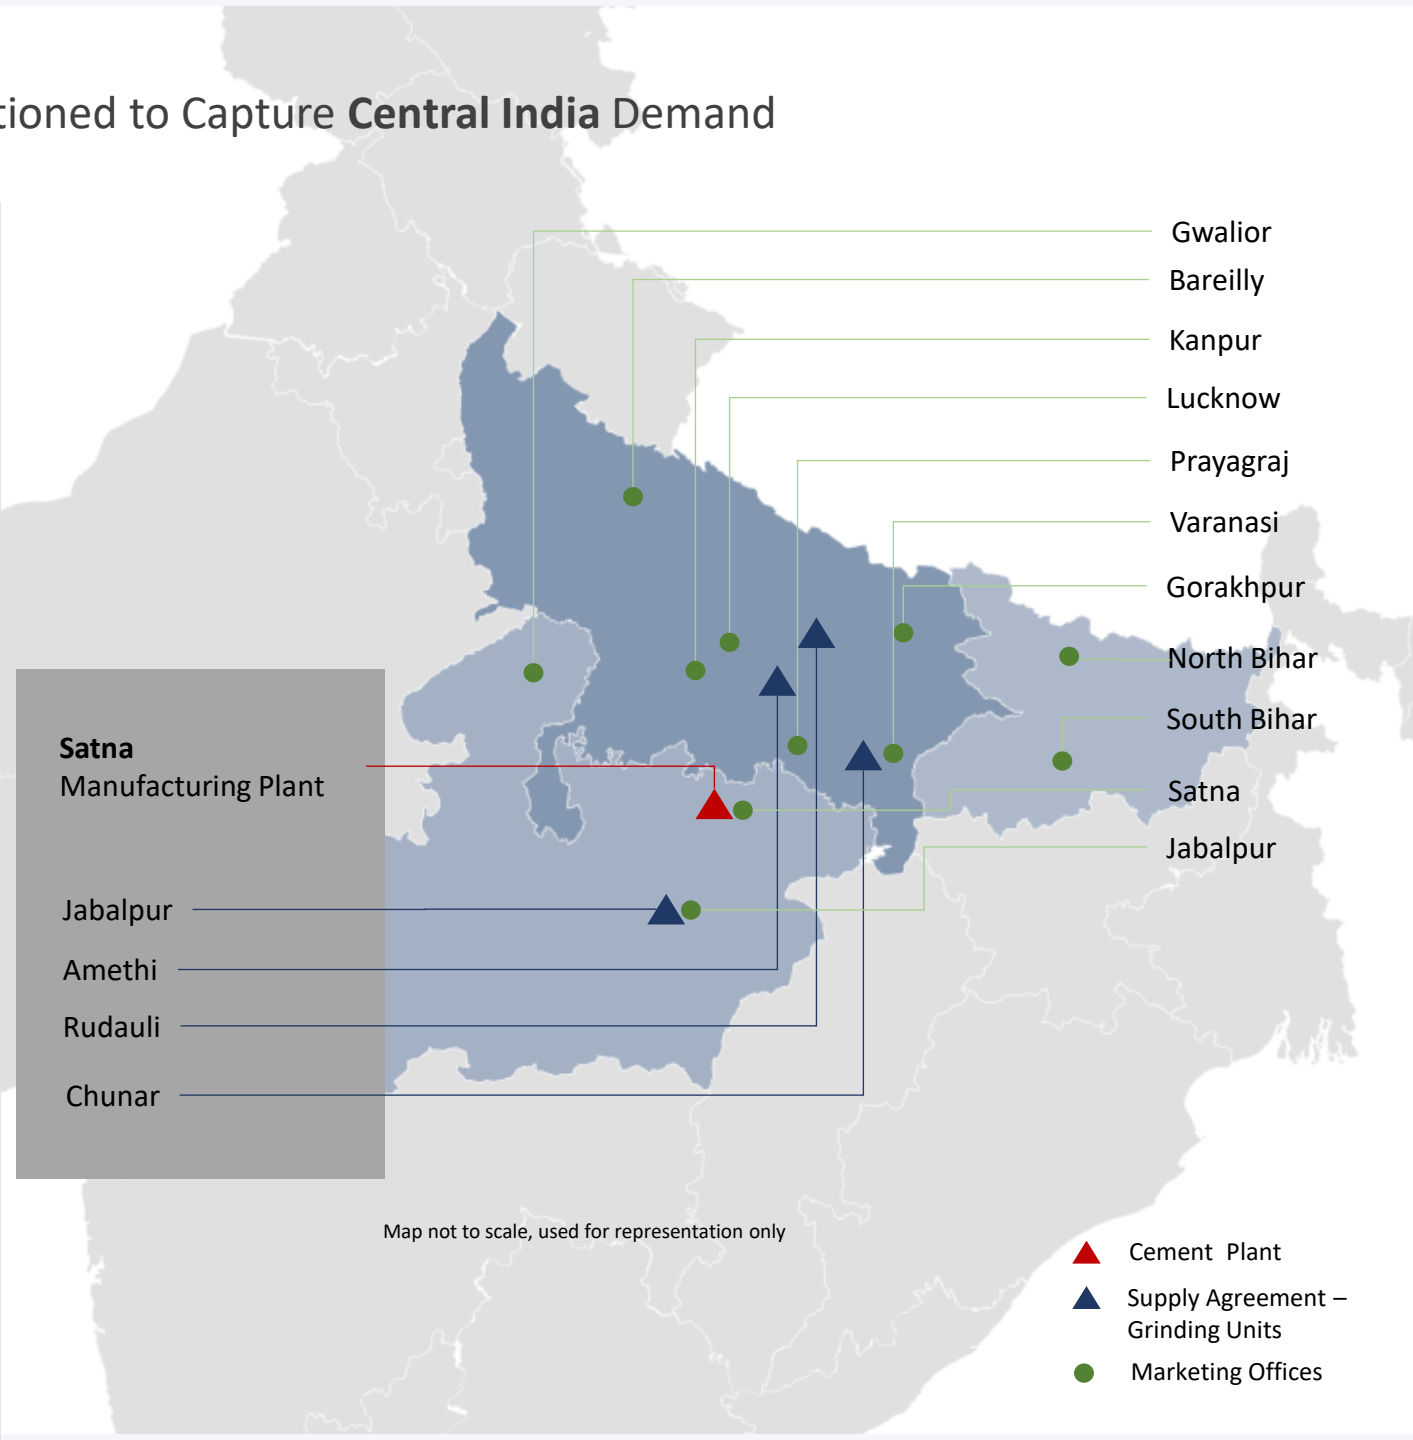 tioned to Capture Central India Demand
Gwalior
Bareilly
Kanpur
Lucknow
Prayagraj
Varanasi
Gorakhpur
North Bihar
South Bihar
Satna
Jabalpur
Satna
Manufacturing Plant
Jabalpur
Amethi
Rudauli
Chunar
Map not to scale, used for representation only
Cement Plant
Supply Agreement –
Grinding Units
Marketing Offices